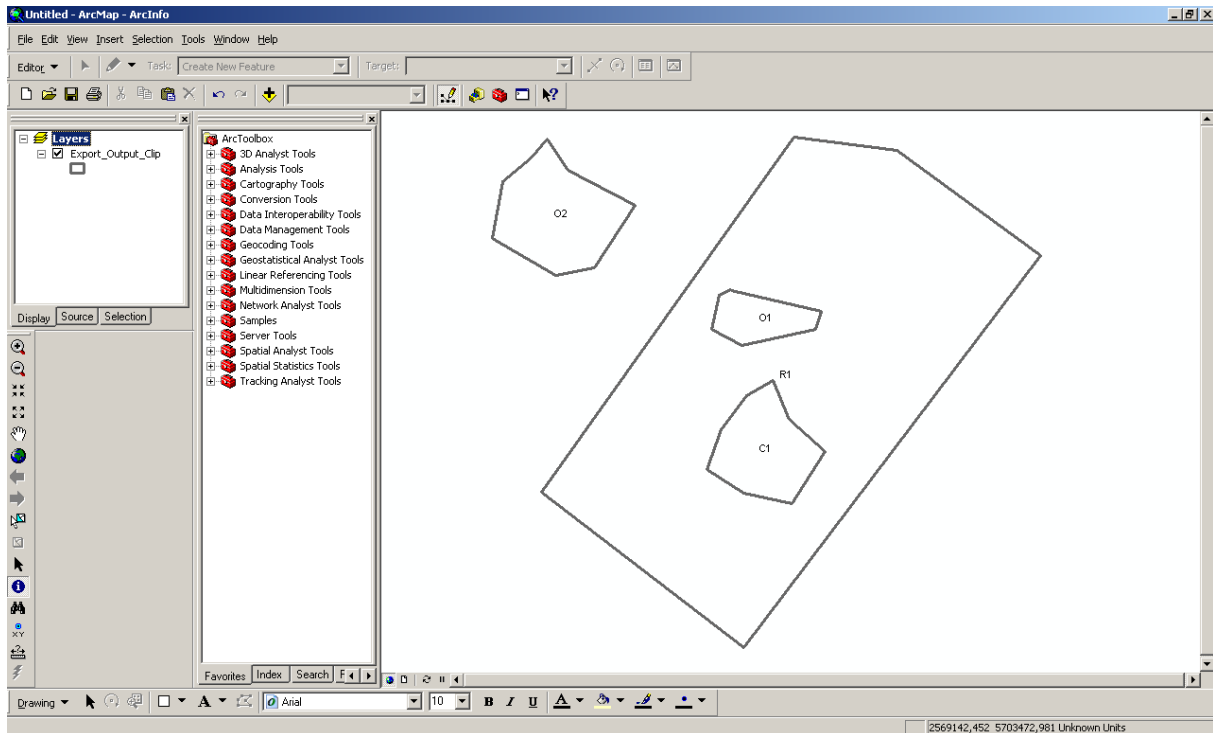 Untitled - ArcMap - ArcInfo
File Edit View Insert Selection Tools Window Help
Editor Task: Create New Feature Target:
Layers
Export_Output_Clip
Display Source Selection
ArcToolbox
3D Analyst Tools
Analysis Tools
Cartography Tools
Conversion Tools
Data Interoperability Tools
Data Management Tools
Geocoding Tools
Geostatistical Analyst Tools
Linear Referencing Tools
Multidimension Tools
Network Analyst Tools
Samples
Server Tools
Spatial Analyst Tools
Spatial Statistics Tools
Tracking Analyst Tools
Favorites Index Search
O2
O1
R1
C1
XY
Drawing A Arial 10 B I U A
2569142,452 5703472,981 Unknown Units